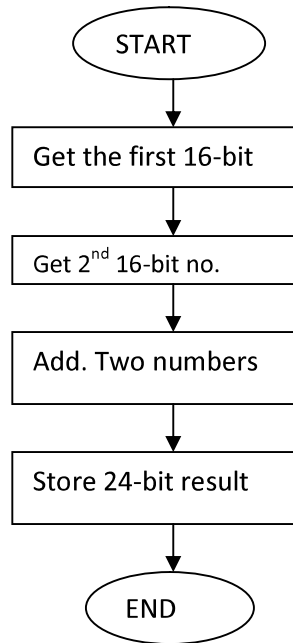 START
Get the first 16-bit
Get 2nd 16-bit no.
Add. Two numbers
Store 24-bit result
END